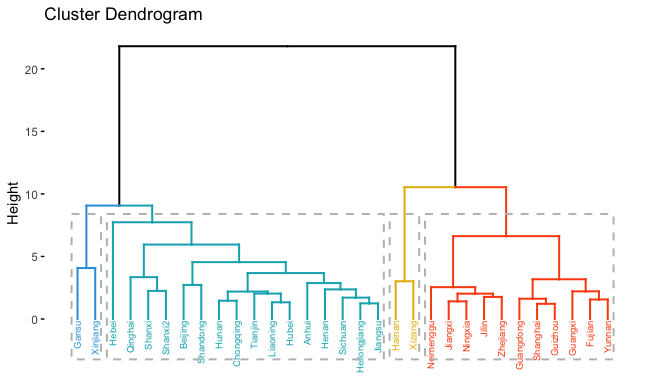 Cluster Dendrogram
Height
20
15
10
5
0
Gansu
Xinjiang
Hebei
Qinghai
Shanxi
Shanxi2
Beijing
Shandong
Hunan
Chongqing
Tianjin
Liaoning
Hubei
Anhui
Henan
Sichuan
Heilongjiang
Jiangsu
Hainan
Xizang
Neimenggu
Jiangxi
Ningxia
Jilin
Zhejiang
Guangdong
Shanghai
Guizhou
Guangxi
Fujian
Yunnan